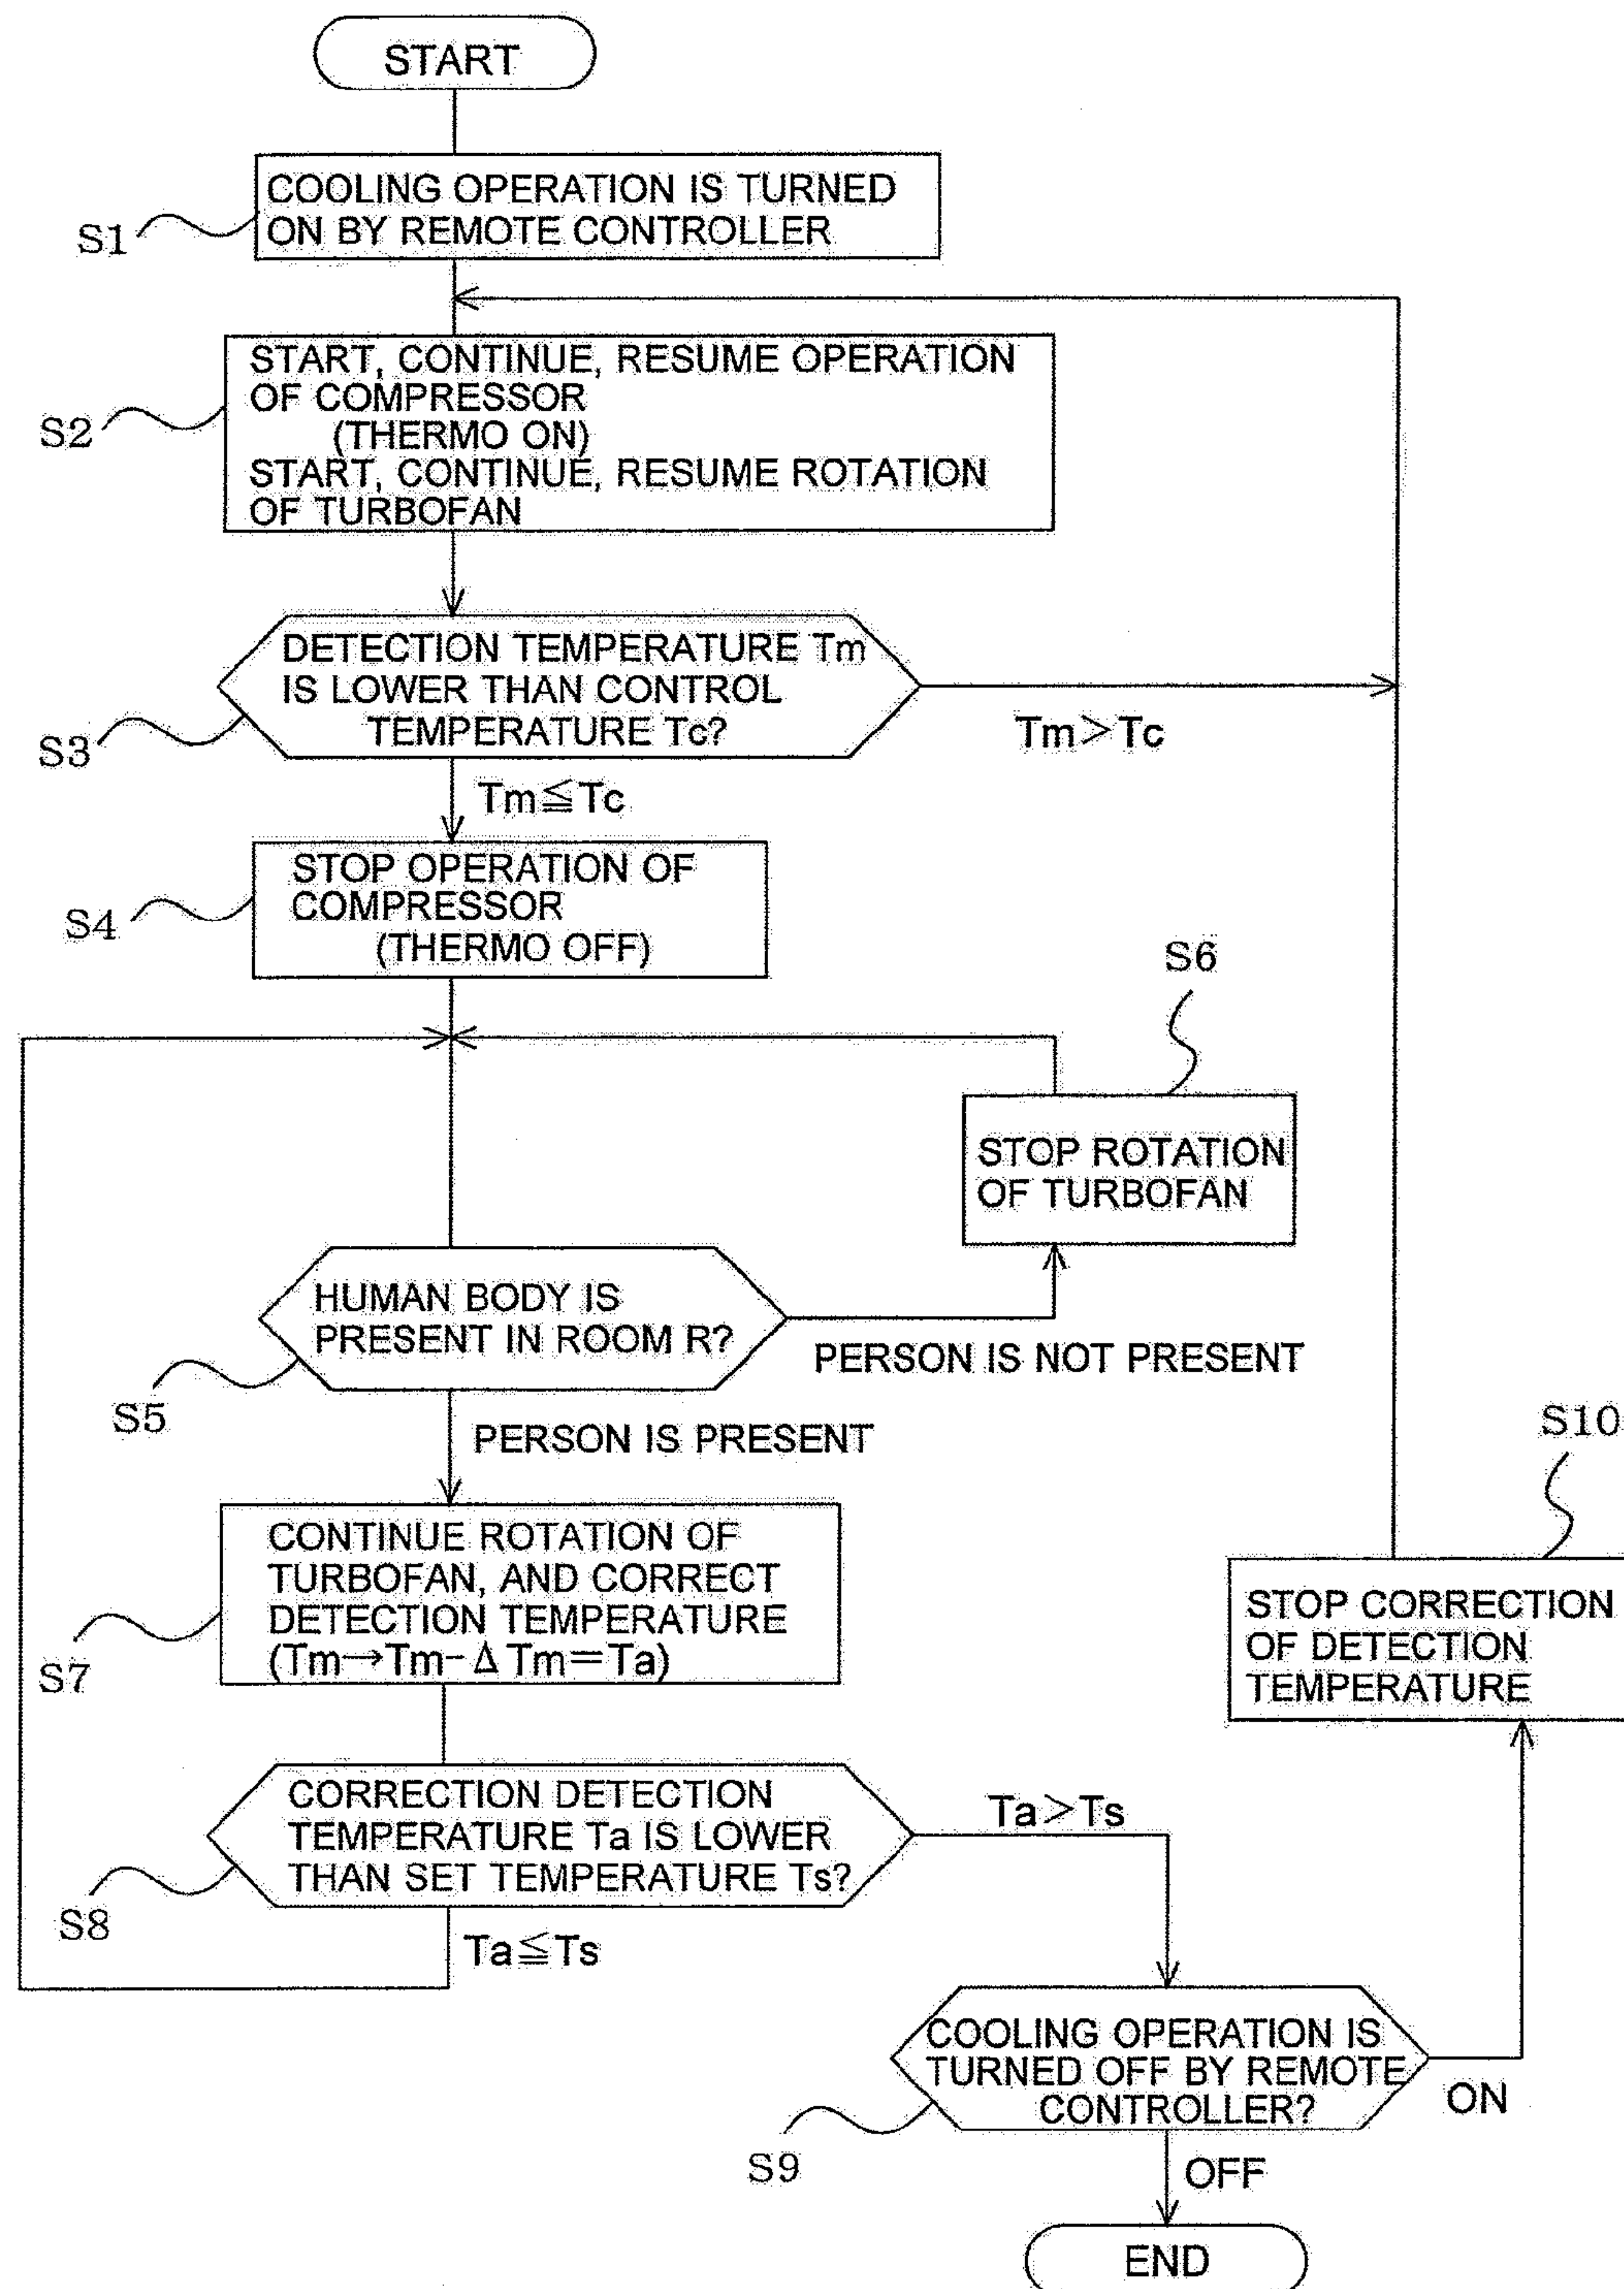 START
COOLING OPERATION IS TURNED
ON BY REMOTE CONTROLLER
S1
START, CONTINUE, RESUME OPERATION
OF COMPRESSOR
(THERMO ON)
START, CONTINUE, RESUME ROTATION
OF TURBOFAN
S2
DETECTION TEMPERATURE Tm
IS LOWER THAN CONTROL
TEMPERATURE Tc?
S3
Tm>Tc
Tm≦Tc
STOP OPERATION OF
COMPRESSOR
(THERMO OFF)
S4
S6
STOP ROTATION
OF TURBOFAN
HUMAN BODY IS
PRESENT IN ROOM R?
PERSON IS NOT PRESENT
S5
PERSON IS PRESENT
S10
CONTINUE ROTATION OF
TURBOFAN, AND CORRECT
DETECTION TEMPERATURE
(Tm→Tm-Δ Tm=Ta)
S7
STOP CORRECTION
OF DETECTION
TEMPERATURE
CORRECTION DETECTION
TEMPERATURE Ta IS LOWER
THAN SET TEMPERATURE Ts?
S8
Ta>Ts
Ta≦Ts
COOLING OPERATION IS
TURNED OFF BY REMOTE
CONTROLLER?
S9
ON
OFF
END